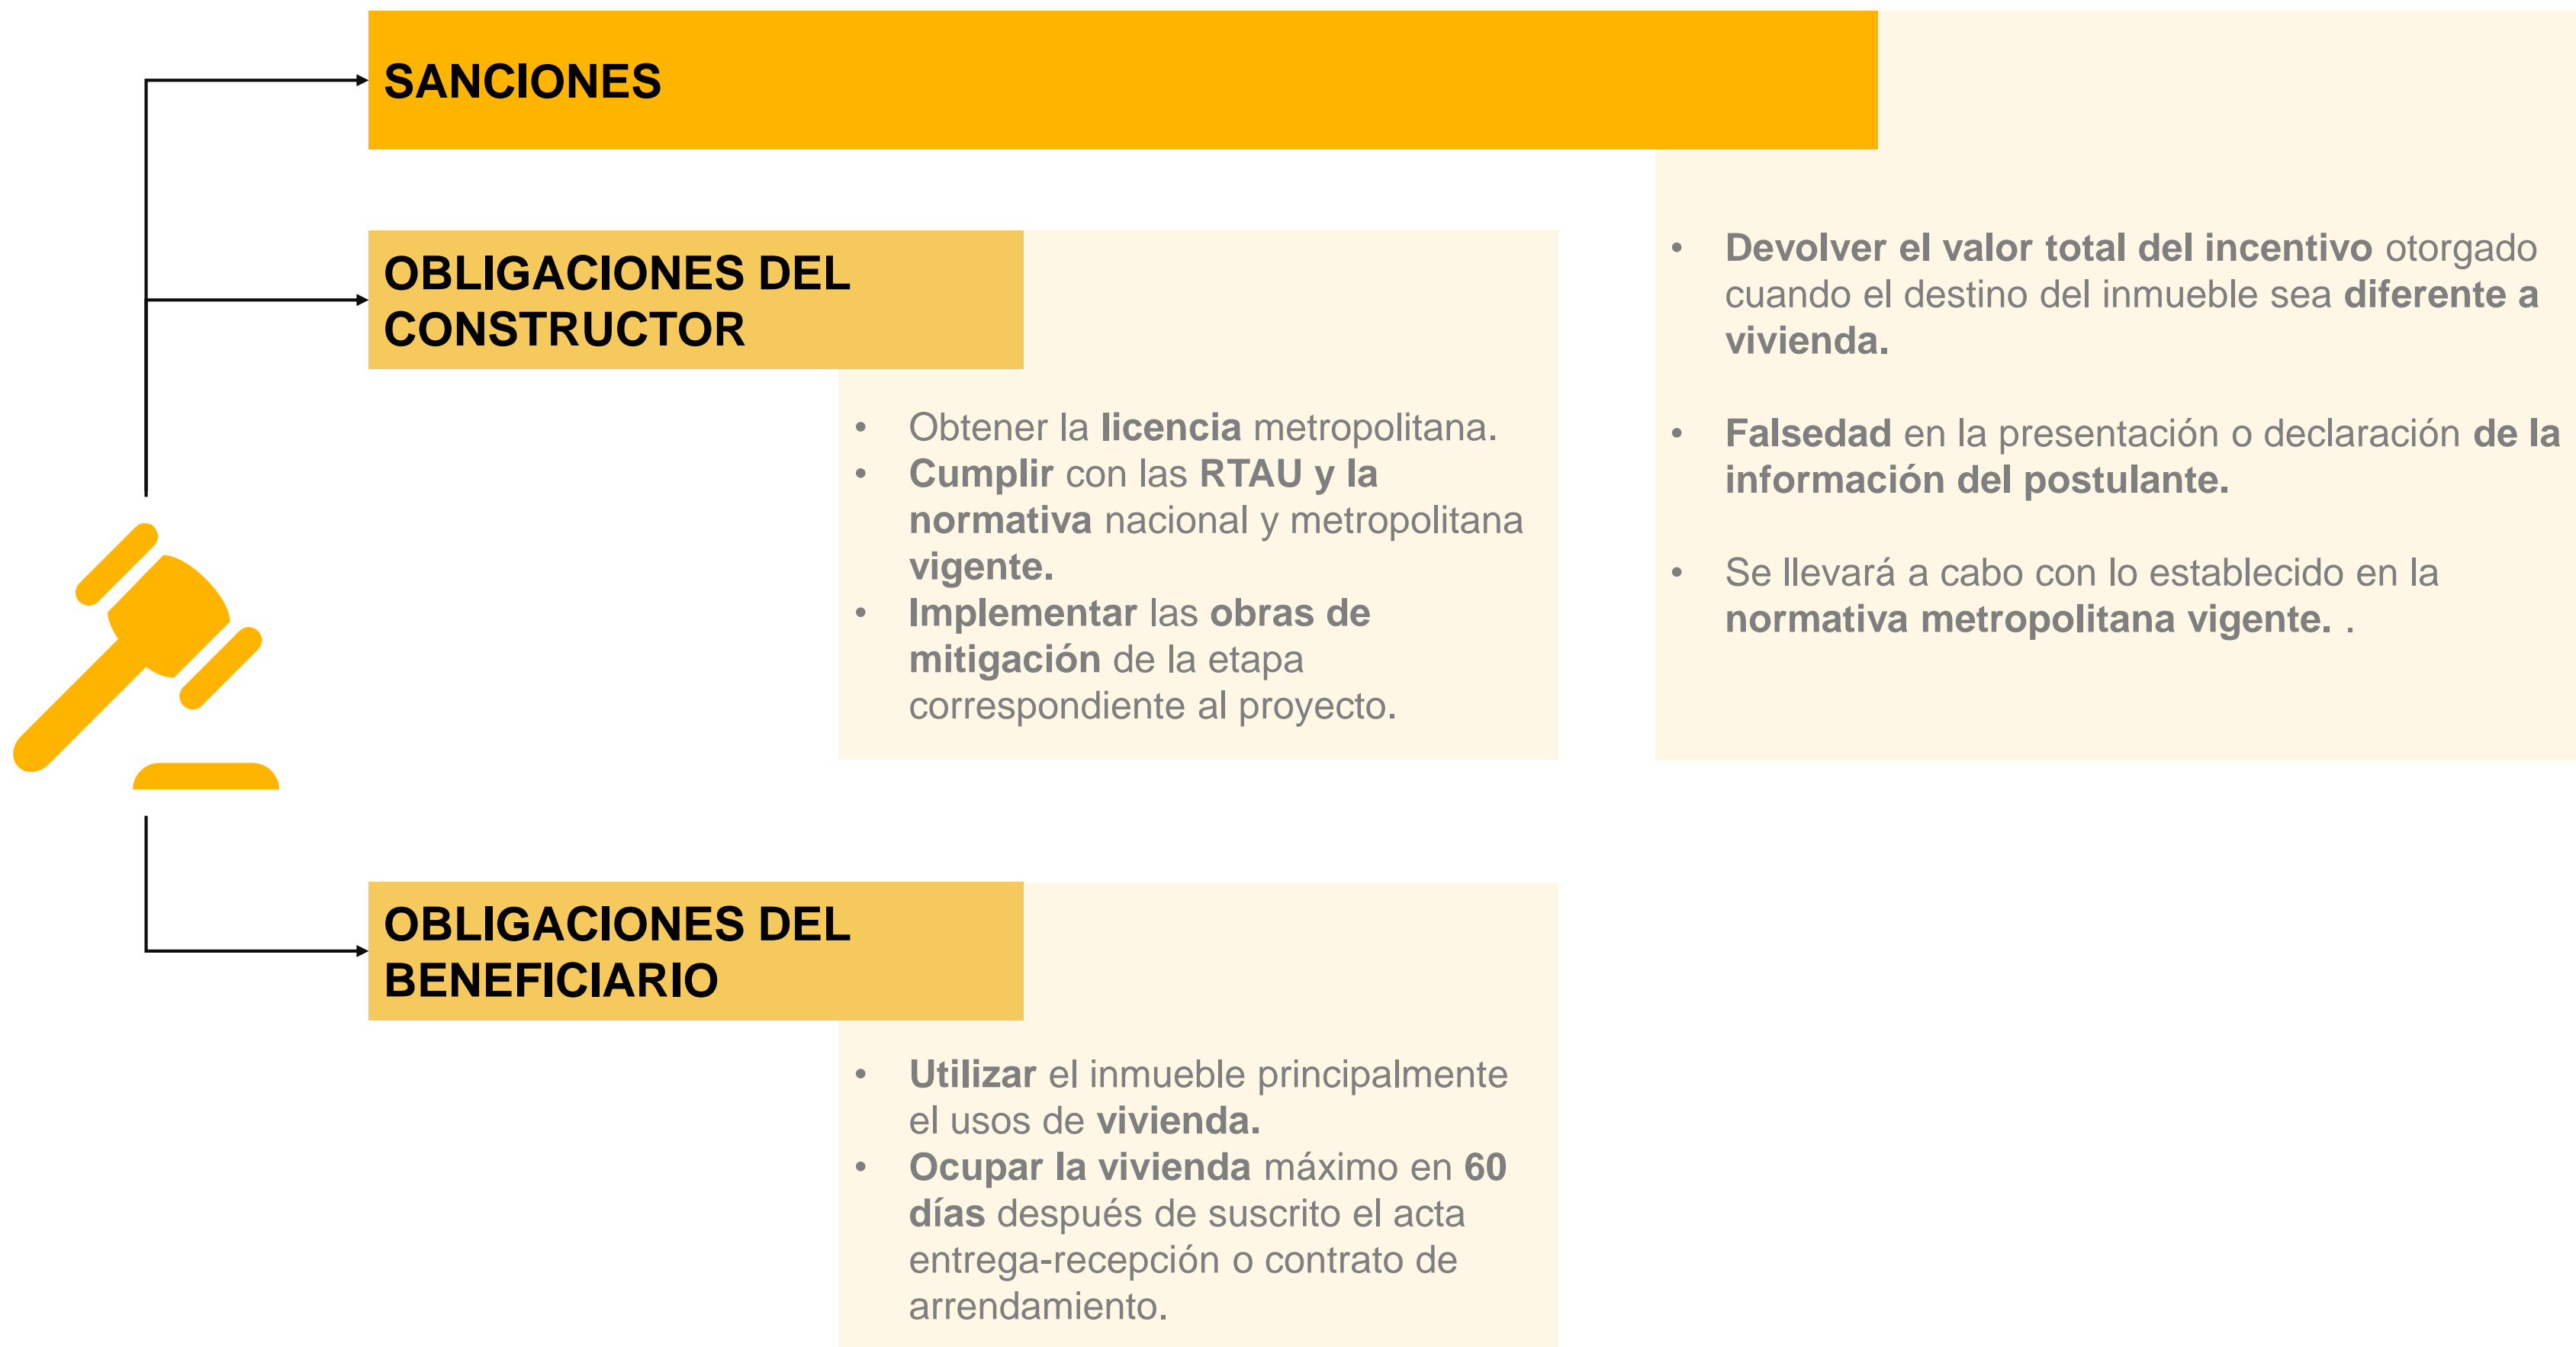 SANCIONES
• Devolver el valor total del incentivo otorgado
cuando el destino del inmueble sea diferente a
vivienda.
• Falsedad en la presentación o declaración de la
información del postulante.
• Se llevará a cabo con lo establecido en la
normativa metropolitana vigente. .
OBLIGACIONES DEL
CONSTRUCTOR
• Obtener la licencia metropolitana.
• Cumplir con las RTAU y la
normativa nacional y metropolitana
vigente.
• Implementar las obras de
mitigación de la etapa
correspondiente al proyecto.
OBLIGACIONES DEL
BENEFICIARIO
• Utilizar el inmueble principalmente
el usos de vivienda.
• Ocupar la vivienda máximo en 60
días después de suscrito el acta
entrega-recepción o contrato de
arrendamiento.